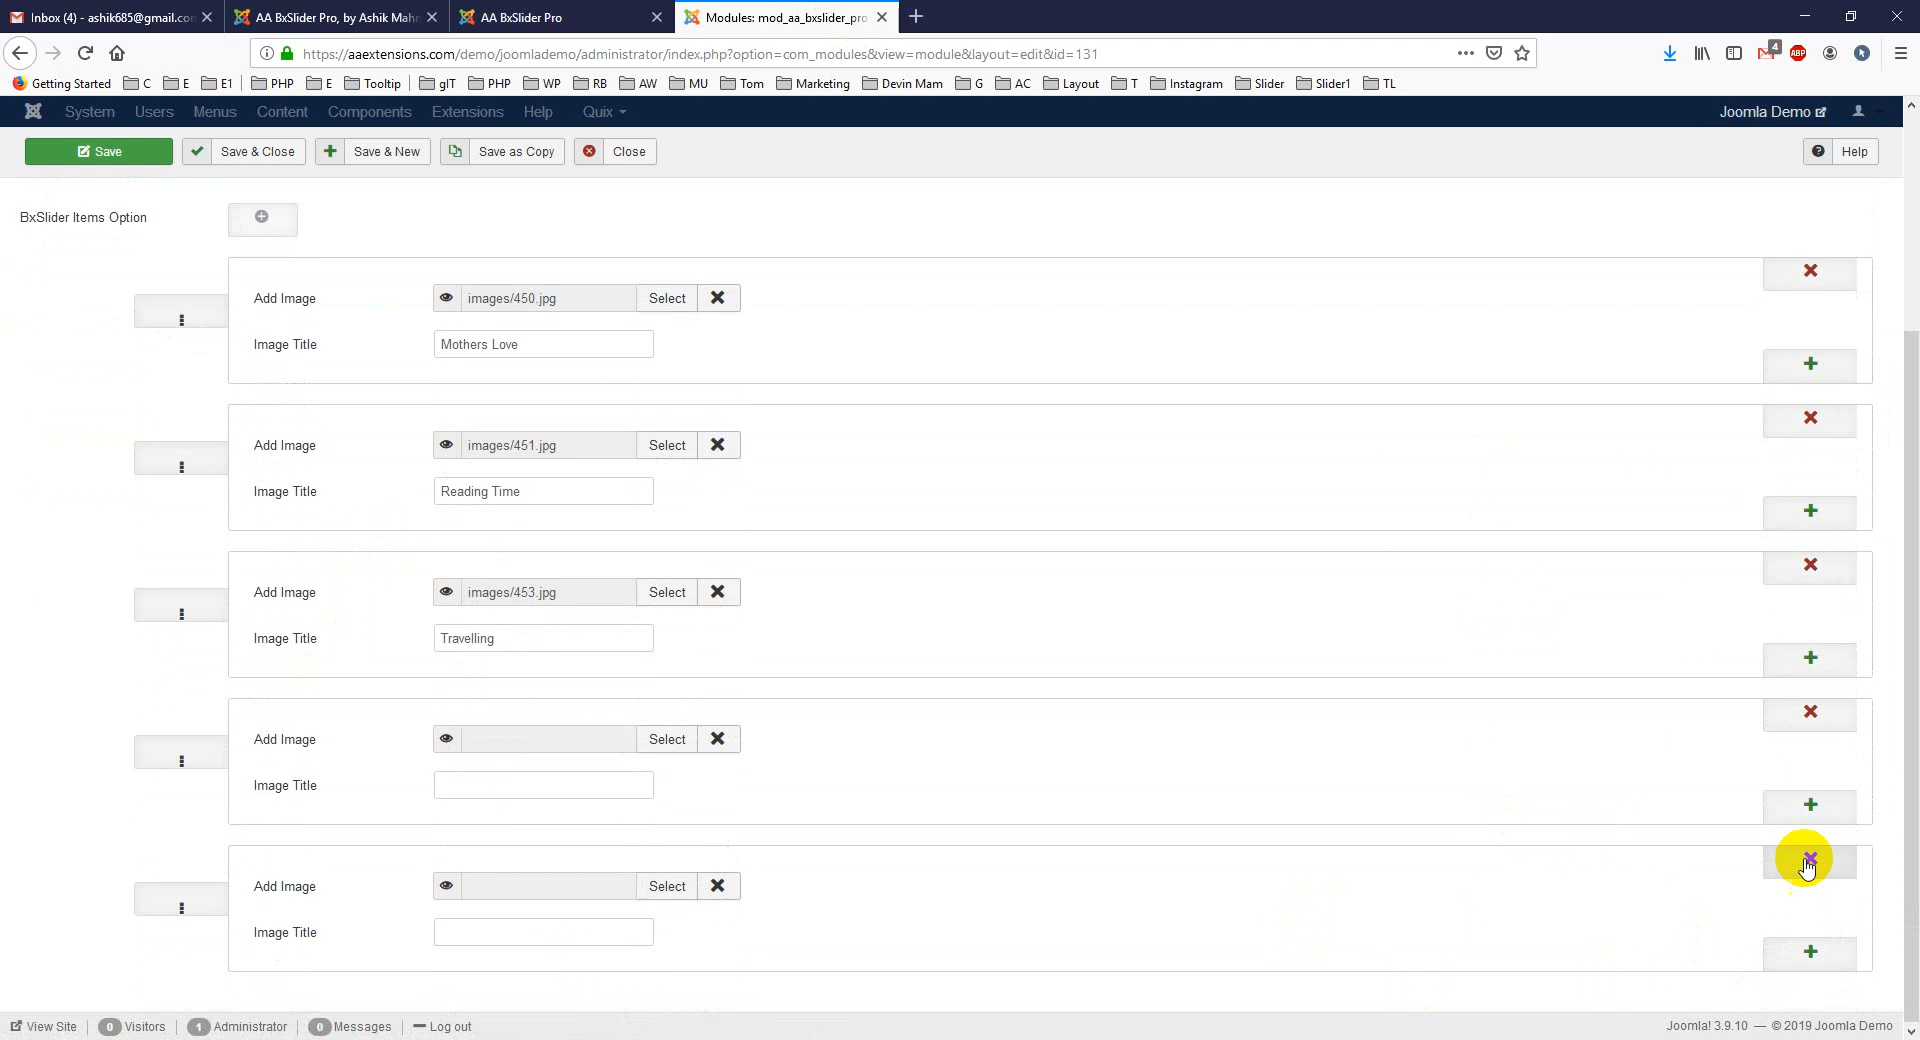 Inbox (4) - ashik685@gmail.con
AA BxSlider Pro, by Ashik Mahn
AA BxSlider Pro
Modules: mod_aa_bxslider_pro
https://aaextensions.com/demo/joomlademo/administrator/index.php?option=com_modules&view=module&layout=edit&id=131
4
ABP
Getting Started C E E1 PHP E Tooltip gIT PHP WP RB AW MU Tom Marketing Devin Mam G AC Layout T Instagram Slider Slider1 TL
System Users Menus Content Components Extensions Help Quix Joomla Demo
Save Save & Close Save & New Save as Copy Close Help
BxSlider Items Option
Add Image images/450.jpg Select
Image Title Mothers Love
Add Image images/451.jpg Select
Image Title Reading Time
Add Image images/453.jpg Select
Image Title Travelling
Add Image Select
Image Title
Add Image Select
Image Title
View Site 0 Visitors 1 Administrator 0 Messages Log out Joomla! 3.9.10 — © 2019 Joomla Demo